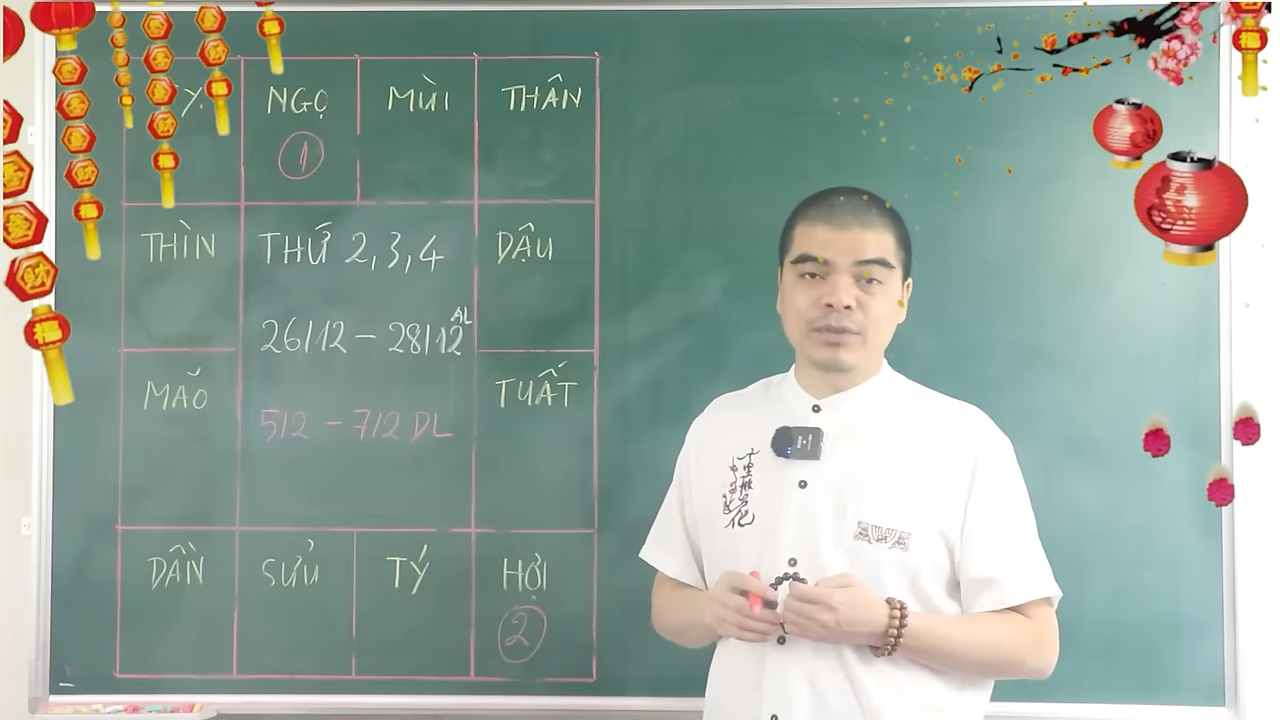 NGỌ
MÙI
THÂN
1
THÌN
THỨ 2,3,4
DẬU
26/12 – 28/12 AL
MÃO
5/2 – 7/2 DL
TUẤT
DẦN
SỬU
TÝ
HỢI
2